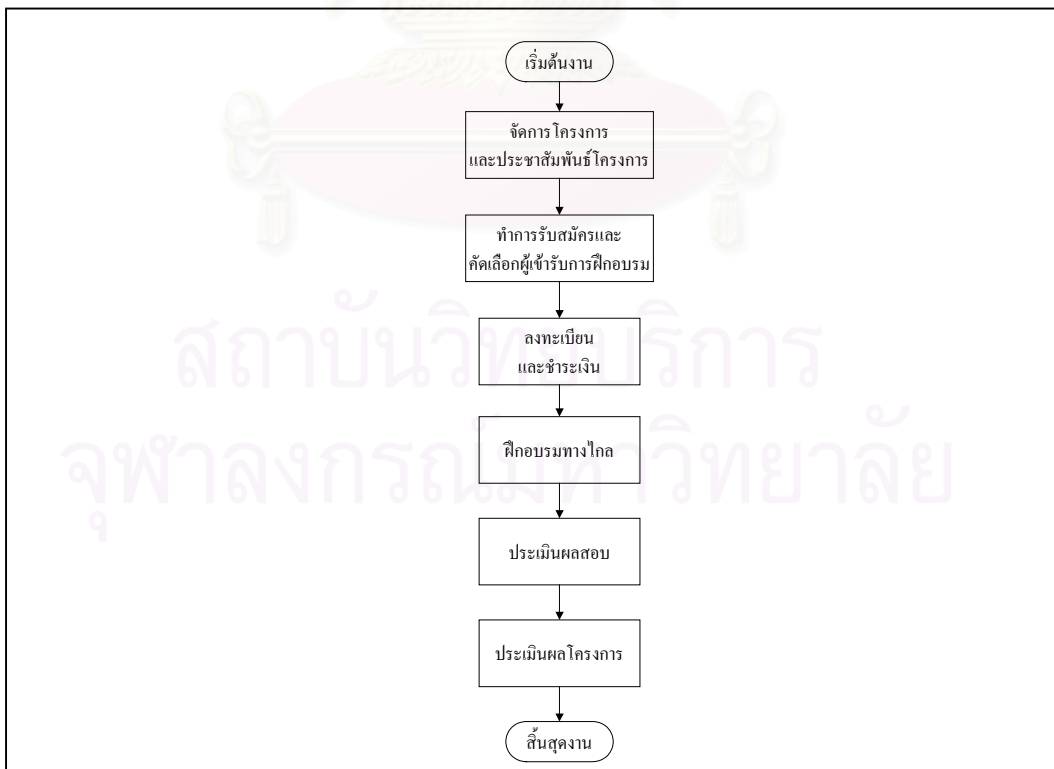 เริ่มต้นงาน
จัดการโครงการ
และประชาสัมพันธ์โครงการ
ทำการรับสมัครและ
คัดเลือกผู้เข้ารับการฝึกอบรม
ลงทะเบียน
และชำระเงิน
ฝึกอบรมทางไกล
ประเมินผลสอบ
ประเมินผลโครงการ
สิ้นสุดงาน
สถาบันวิทยบริการ
จุฬาลงกรณ์มหาวิทยาลัย